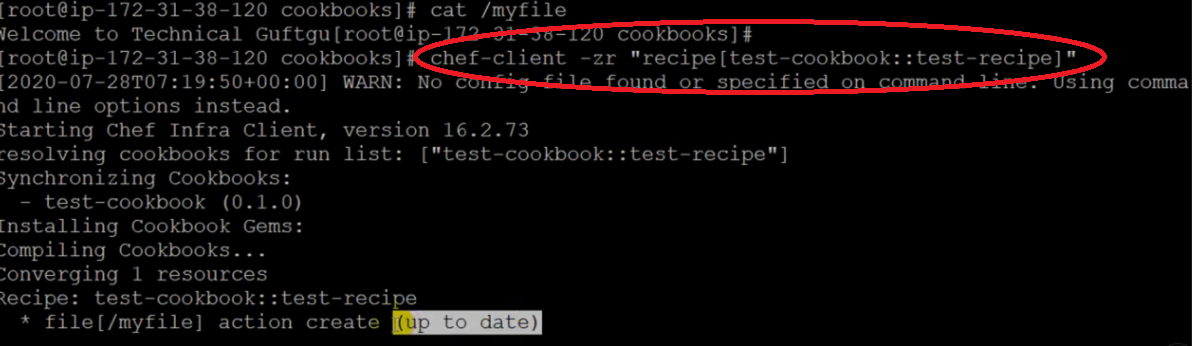 [root@ip-172-31-38-120 cookbooks]# cat /myfile
Welcome to Technical Guftgu[root@ip-172-31-38-120 cookbooks]#
[root@ip-172-31-38-120 cookbooks]# chef-client -zr "recipe[test-cookbook::test-recipe]"
[2020-07-28T07:19:50+00:00] WARN: No config file found or specified on command line. Using comma
nd line options instead.
Starting Chef Infra Client, version 16.2.73
resolving cookbooks for run list: ["test-cookbook::test-recipe"]
Synchronizing Cookbooks:
- test-cookbook (0.1.0)
Installing Cookbook Gems:
Compiling Cookbooks...
Converging 1 resources
Recipe: test-cookbook::test-recipe
* file[/myfile] action create (up to date)